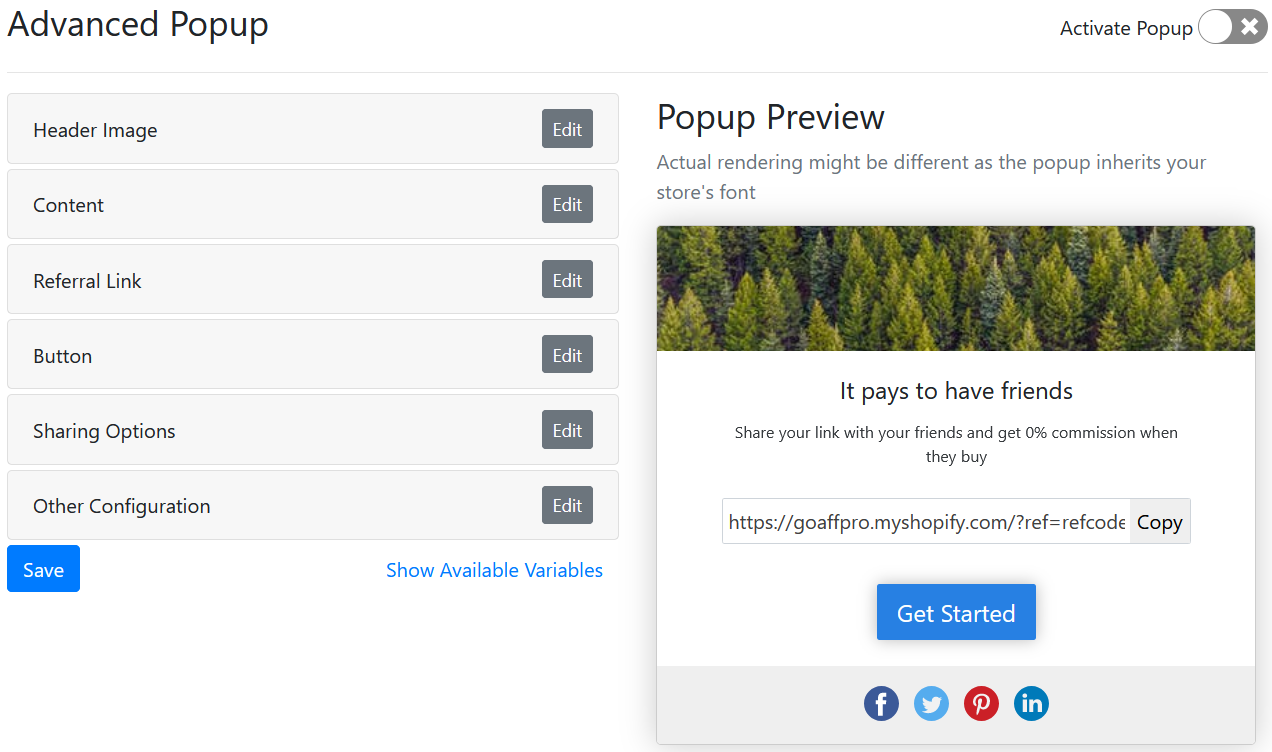 Advanced Popup
Activate Popup
Header Image
Edit
Content
Edit
Referral Link
Edit
Button
Edit
Sharing Options
Edit
Other Configuration
Edit
Save
Show Available Variables
Popup Preview
Actual rendering might be different as the popup inherits your
store's font
It pays to have friends
Share your link with your friends and get 0% commission when
they buy
https://goaffpro.myshopify.com/?ref=refcode
Copy
Get Started